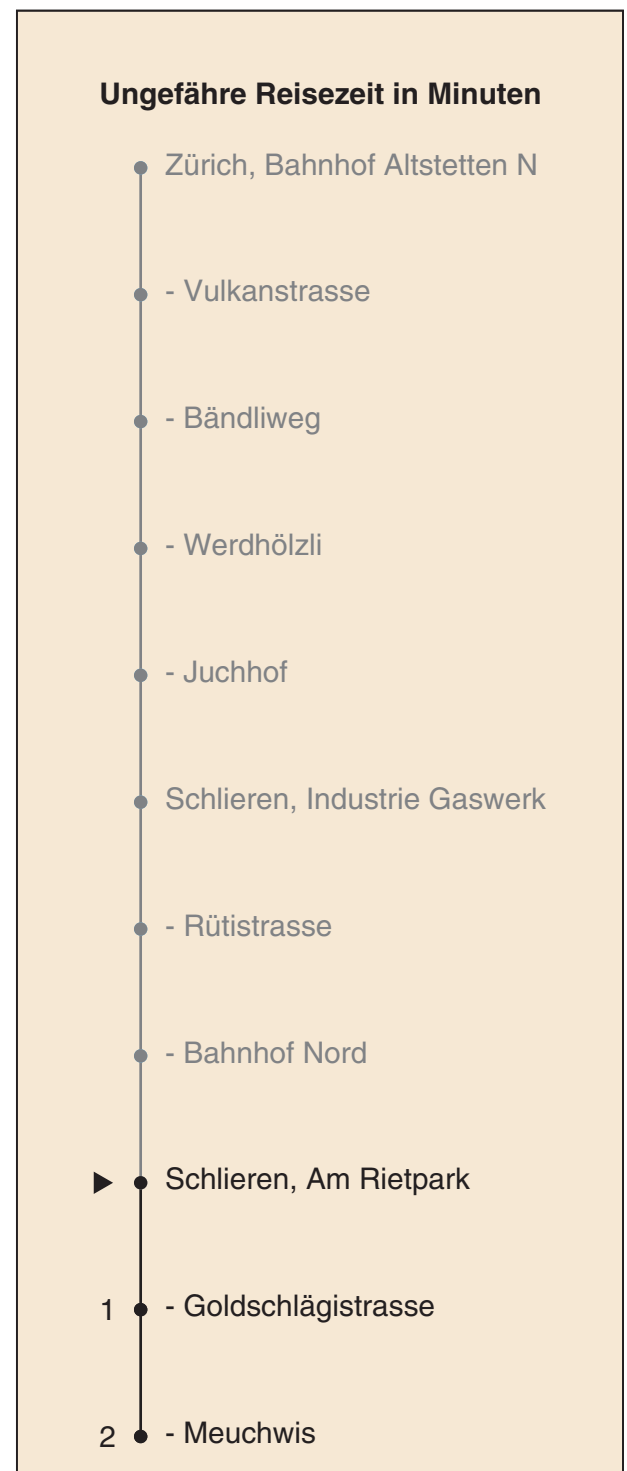 Ungefähre Reisezeit in Minuten
Zürich, Bahnhof Altstetten N
- Vulkanstrasse
- Bändliweg
- Werdhölzli
- Juchhof
Schlieren, Industrie Gaswerk
- Rütistrasse
- Bahnhof Nord
Schlieren, Am Rietpark
1 - Goldschlägistrasse
2 - Meuchwis